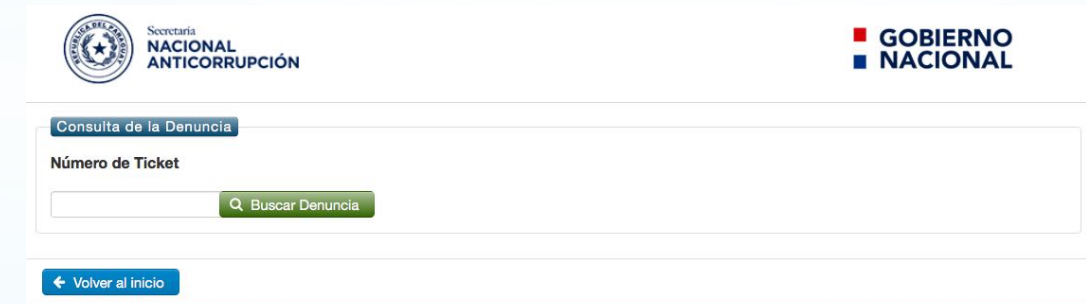 REPUBLICA DEL PARAGUAY
Secretaría
NACIONAL
ANTICORRUPCIÓN
GOBIERNO
NACIONAL
Consulta de la Denuncia
Número de Ticket
Buscar Denuncia
Volver al inicio